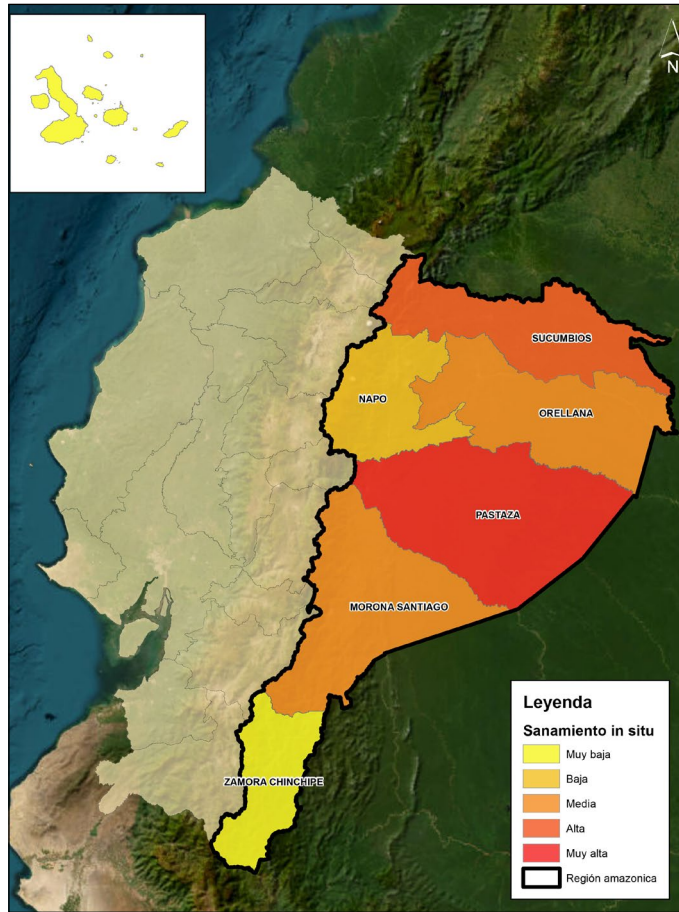 N
SUCUMBIOS
NAPO
ORELLANA
PASTAZA
MORONA SANTIAGO
ZAMORA CHINCHIPE
Leyenda
Sanamiento in situ
Muy baja
Baja
Media
Alta
Muy alta
Región amazonica